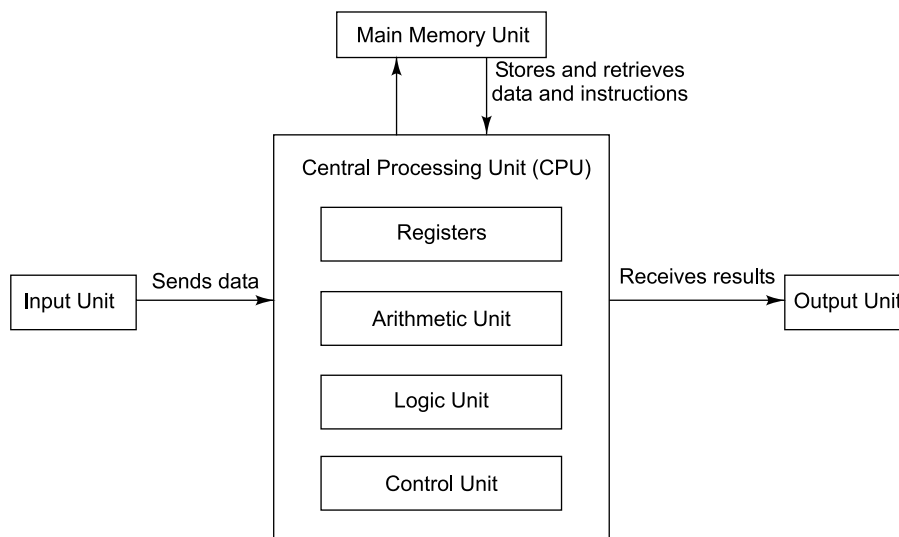 Main Memory Unit
Stores and retrieves
data and instructions
Central Processing Unit (CPU)
Registers
Sends data
Receives results
Input Unit
Arithmetic Unit
Output Unit
Logic Unit
Control Unit